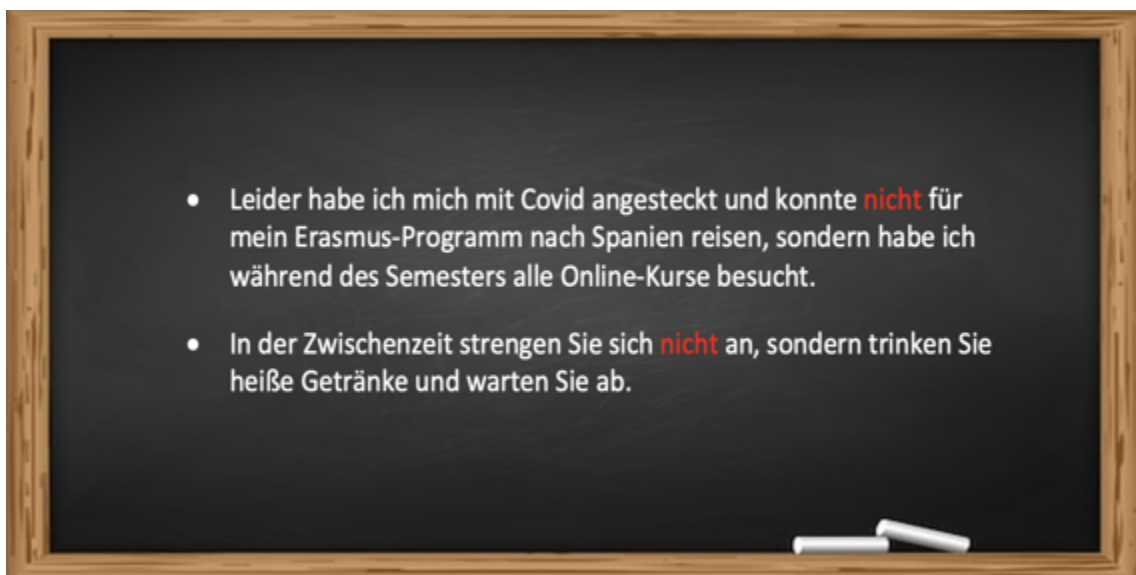 • Leider habe ich mich mit Covid angesteckt und konnte nicht für
mein Erasmus-Programm nach Spanien reisen, sondern habe ich
während des Semesters alle Online-Kurse besucht.
• In der Zwischenzeit strengen Sie sich nicht an, sondern trinken Sie
heiße Getränke und warten Sie ab.